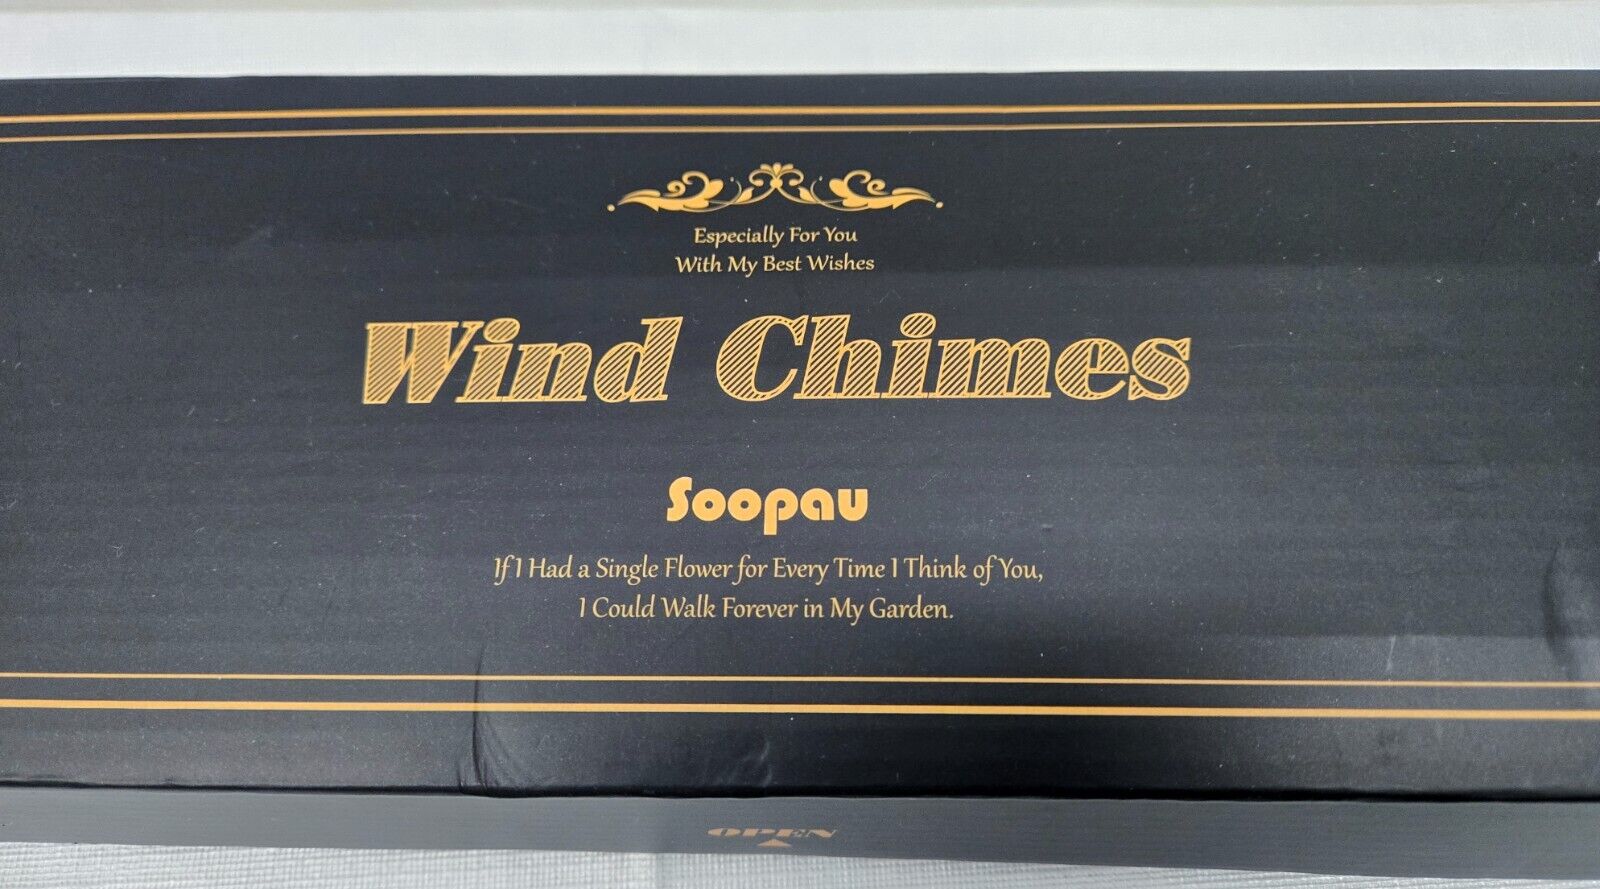 Especially For You
With My Best Wishes
Wind Chimes
Soopau
If I Had a Single Flower for Every Time I Think of You,
I Could Walk Forever in My Garden.
OPEN